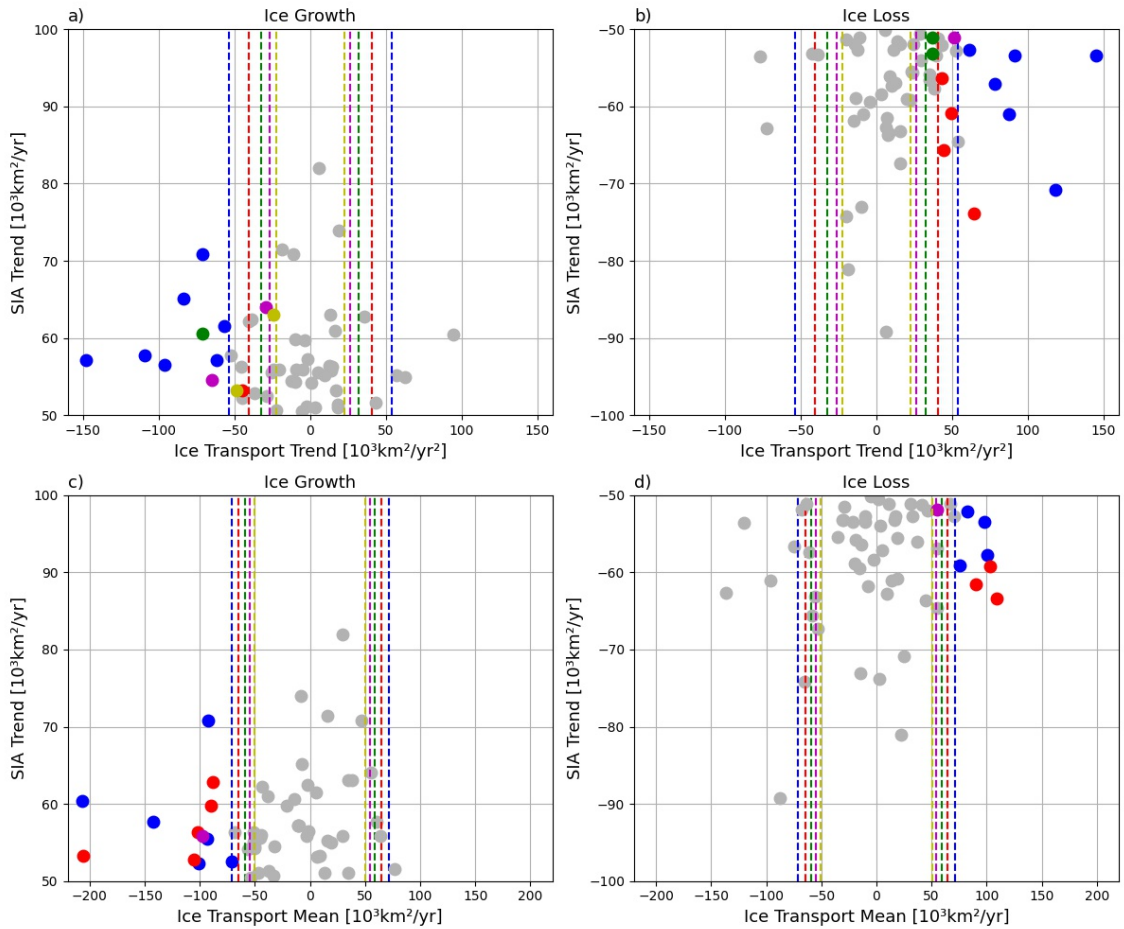 a) Ice Growth
100
90
80
70
60
50
SIA Trend [10³km²/yr]
−150 −100 −50 0 50 100 150
Ice Transport Trend [10³km²/yr²]
b) Ice Loss
−50
−60
−70
−80
−90
−100
SIA Trend [10³km²/yr]
−150 −100 −50 0 50 100 150
Ice Transport Trend [10³km²/yr²]
c) Ice Growth
100
90
80
70
60
50
SIA Trend [10³km²/yr]
−200 −150 −100 −50 0 50 100 150 200
Ice Transport Mean [10³km²/yr]
d) Ice Loss
−50
−60
−70
−80
−90
−100
SIA Trend [10³km²/yr]
−200 −150 −100 −50 0 50 100 150 200
Ice Transport Mean [10³km²/yr]